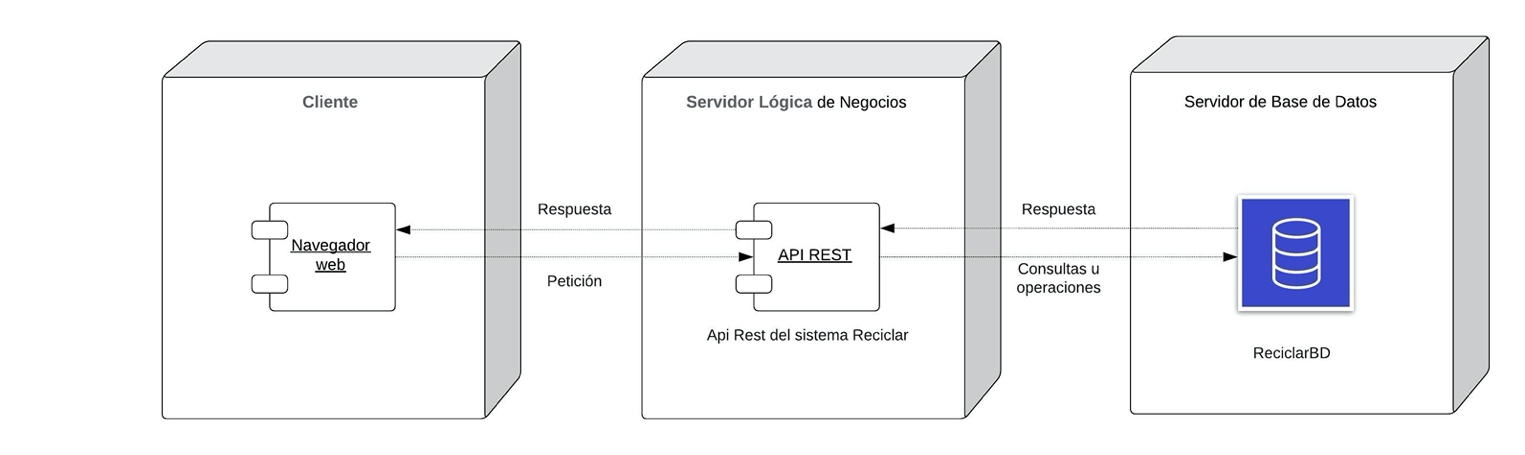 Cliente
Servidor Lógica de Negocios
Servidor de Base de Datos
Respuesta
Respuesta
Navegador
web
API REST
Petición
Consultas u
operaciones
Api Rest del sistema Reciclar
ReciclarBD